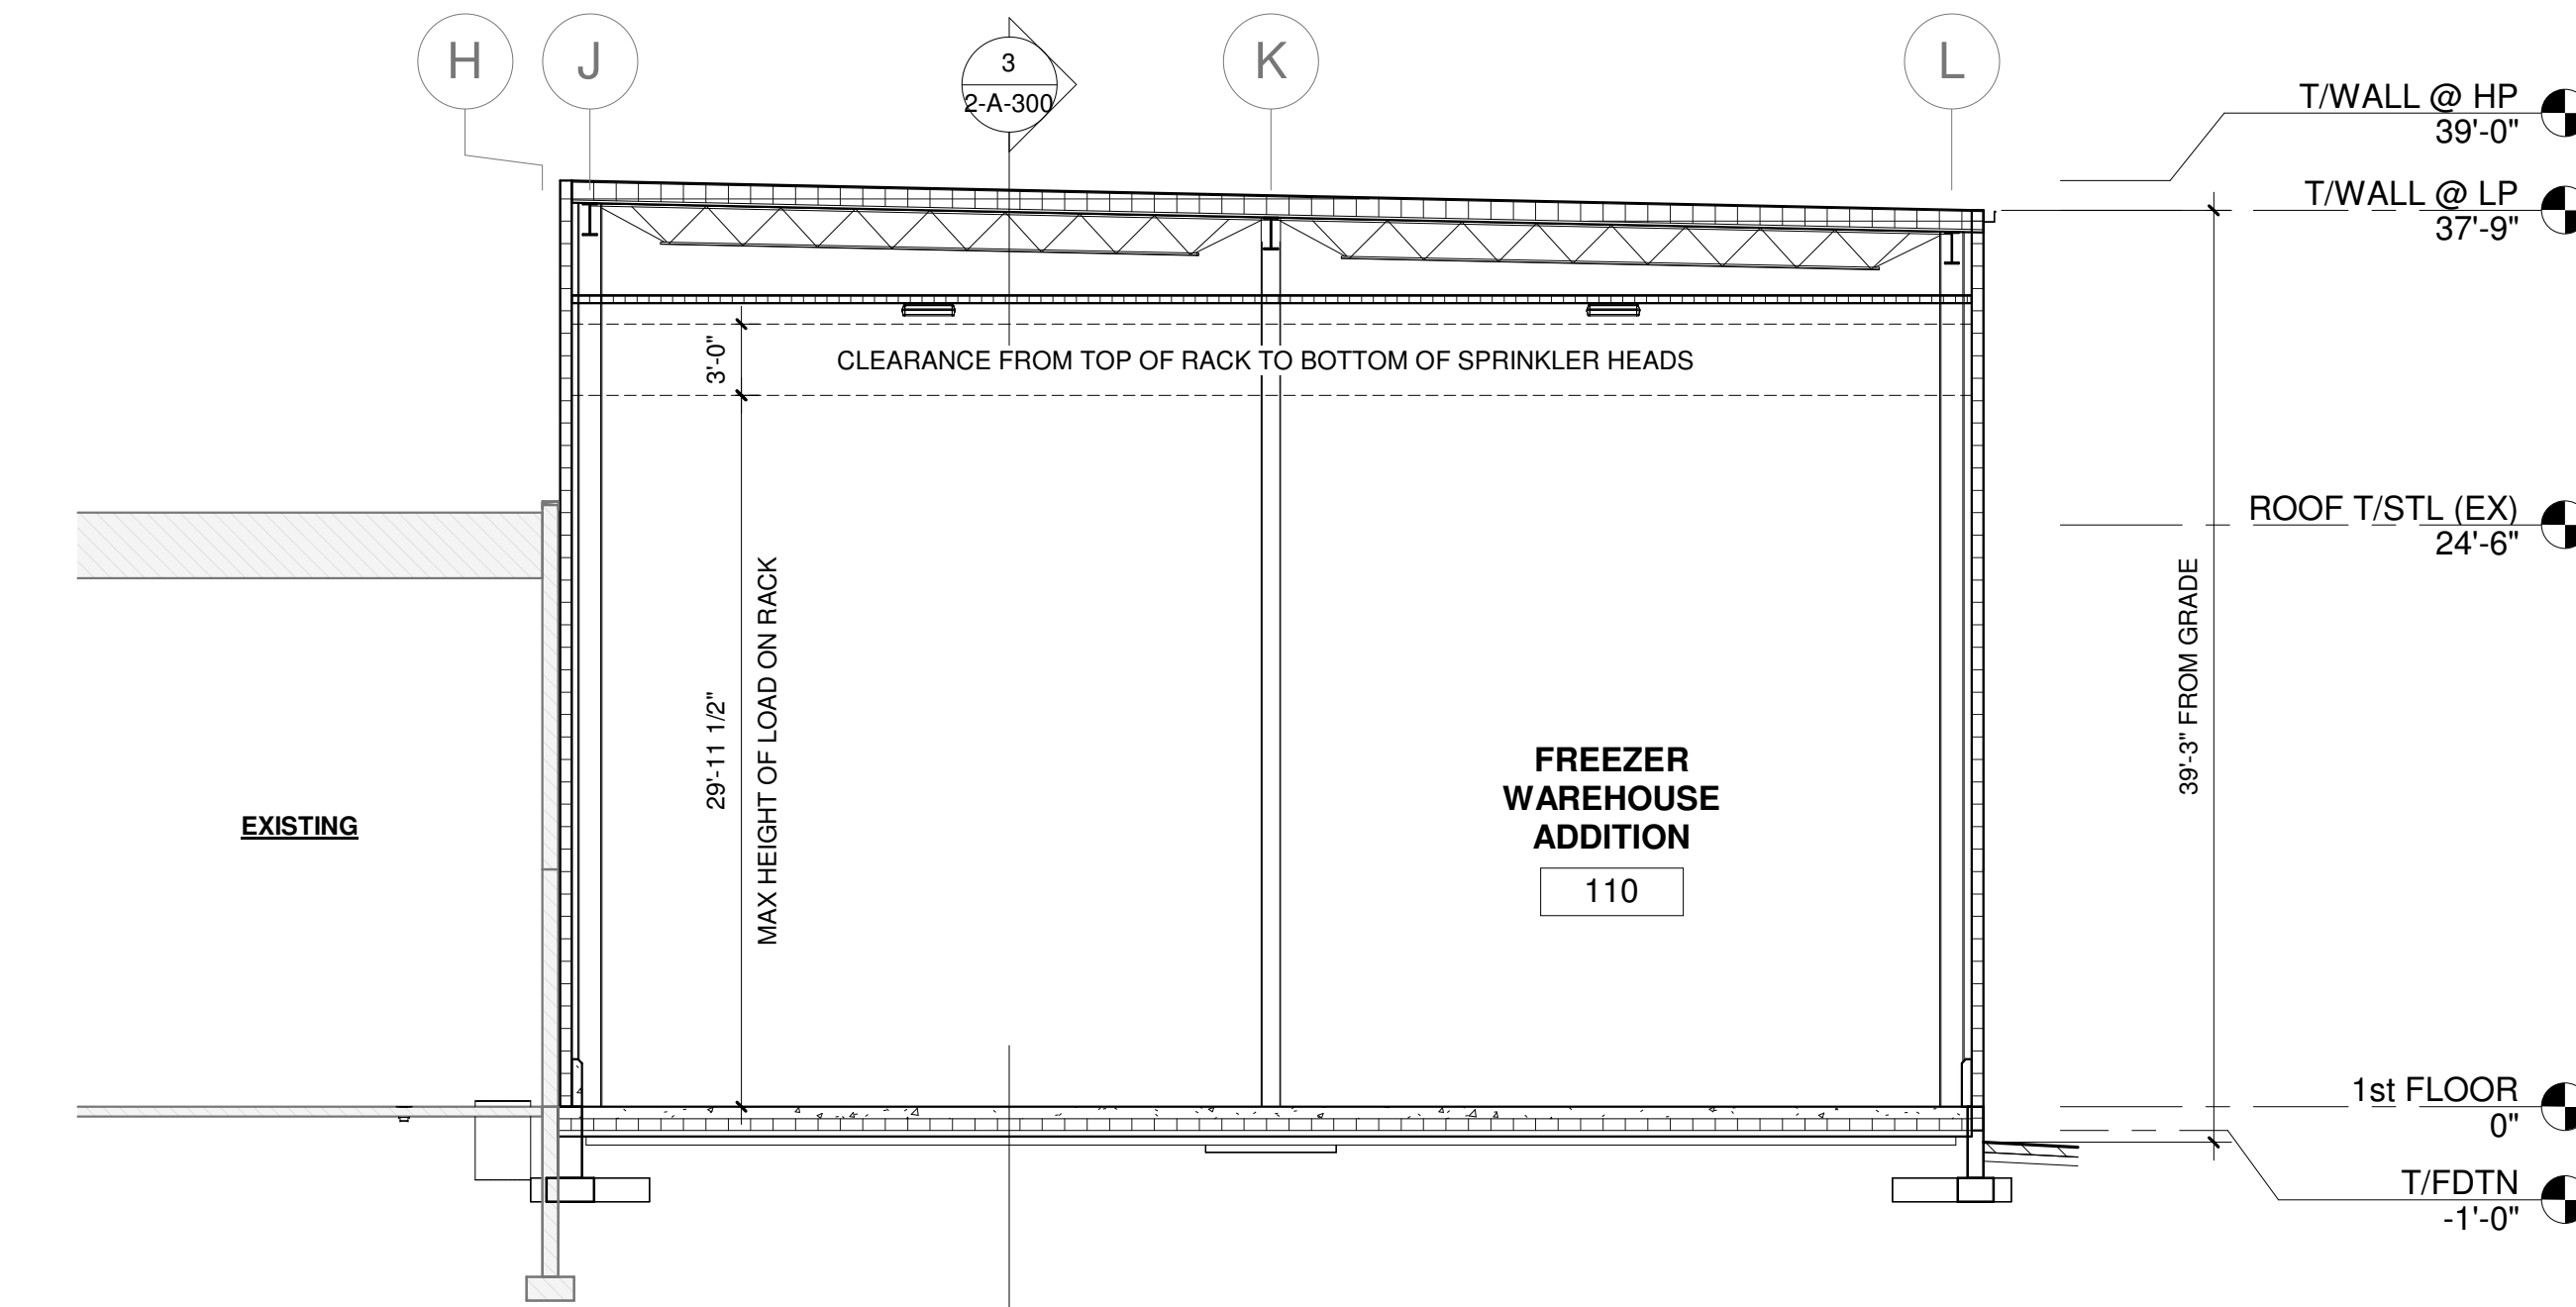 H
J
3
2-A-300
K
L
T/WALL @ HP
39'-0"
T/WALL @ LP
37'-9"
3'-0"
CLEARANCE FROM TOP OF RACK TO BOTTOM OF SPRINKLER HEADS
ROOF T/STL (EX)
24'-6"
29'-11 1/2"
MAX HEIGHT OF LOAD ON RACK
39'-3" FROM GRADE
EXISTING
FREEZER
WAREHOUSE
ADDITION
110
1st FLOOR
0"
T/FDTN
-1'-0"